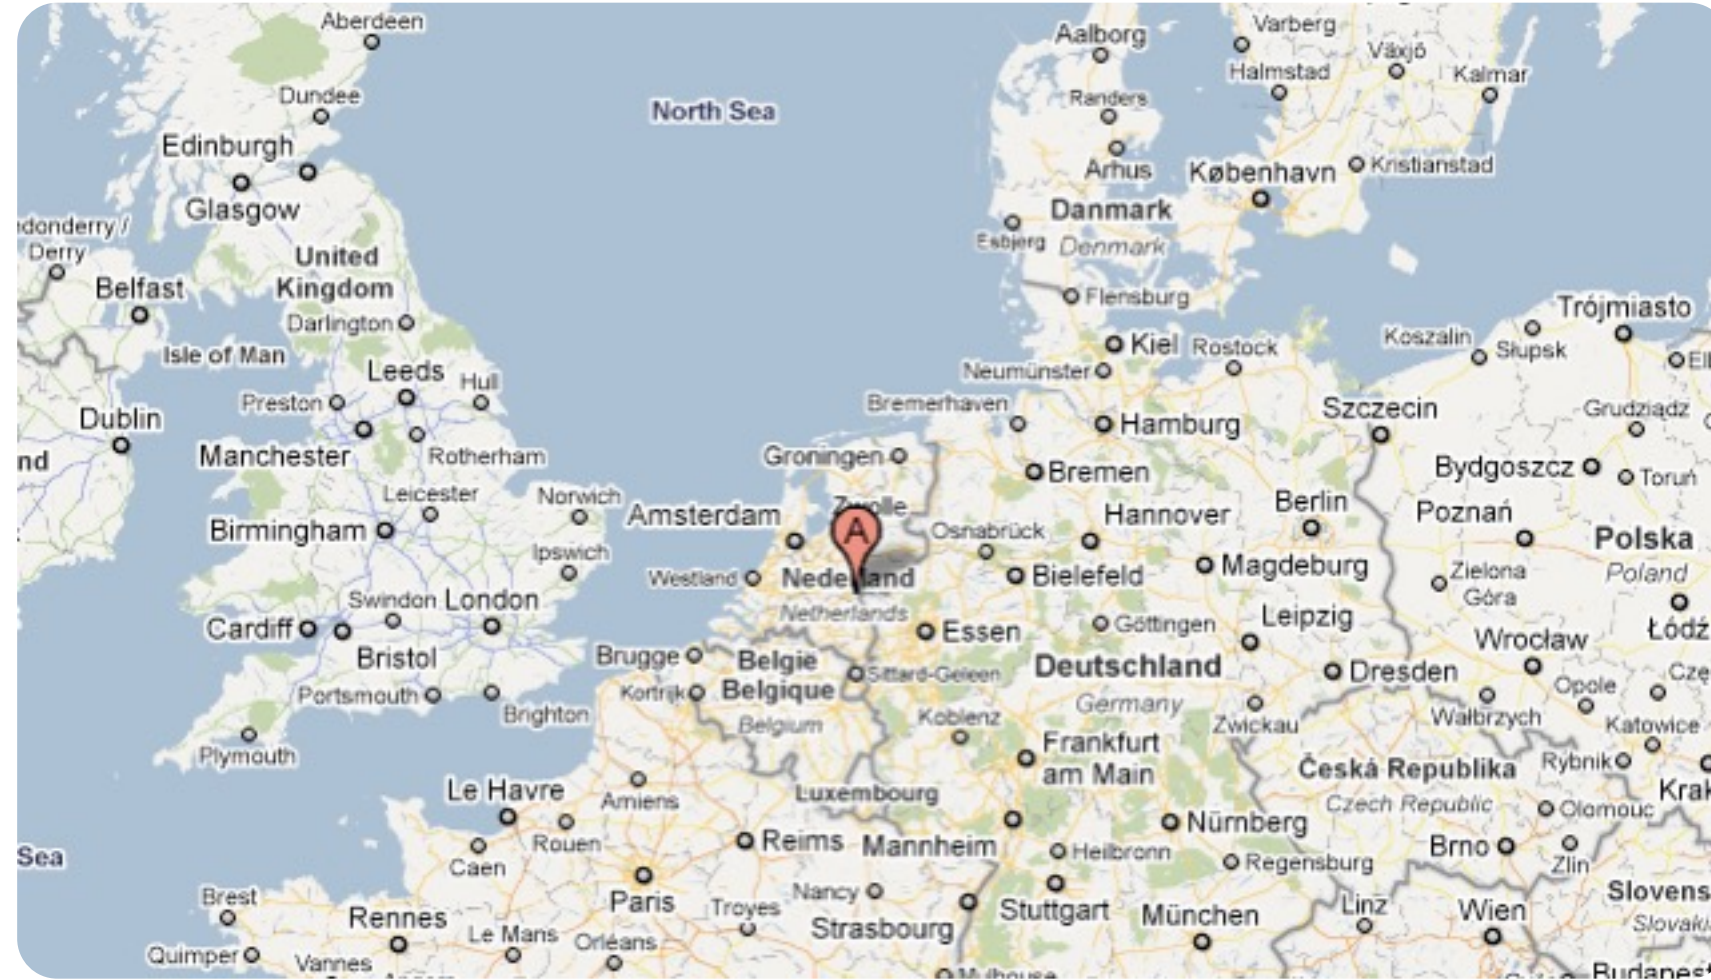 Aberdeen
Aalborg
Varberg
Växjö
Halmstad
Kalmar
Dundee
Randers
North Sea
Edinburgh
Arhus
København
Kristianstad
Glasgow
Danmark
Denmark
Esbjerg
Derry
United
Kingdom
Belfast
Flensburg
Trójmiasto
Darlington
Koszalin
Słupsk
Isle of Man
Kiel
Rostock
Leeds
Hull
Neumünster
Preston
Bremerhaven
Szczecin
Grudziądz
Dublin
Hamburg
Manchester
Rotherham
Groningen
Bremen
Bydgoszcz
Toruń
Leicester
Norwich
Amsterdam
Zwolle
Hannover
Berlin
Poznań
Birmingham
Osnabrück
Polska
Poland
A
Ipswich
Westland
Nederland
Netherlands
Bielefeld
Magdeburg
Zielona
Góra
Swindon
London
Cardiff
Essen
Göttingen
Leipzig
Wrocław
Łódź
Bristol
Brugge
België
Belgique
Belgium
Sittard-Geleen
Deutschland
Germany
Dresden
Portsmouth
Brighton
Kortrijk
Koblenz
Zwickau
Wałbrzych
Opole
Katowice
Plymouth
Frankfurt
am Main
Česká Republika
Czech Republic
Rybnik
Le Havre
Amiens
Luxembourg
Olomouc
Rouen
Reims
Mannheim
Nürnberg
Brno
Sea
Caen
Heilbronn
Regensburg
Zlin
Brest
Paris
Nancy
Troyes
Strasbourg
Stuttgart
München
Linz
Wien
Rennes
Le Mans
Orléans
Quimper
Vannes